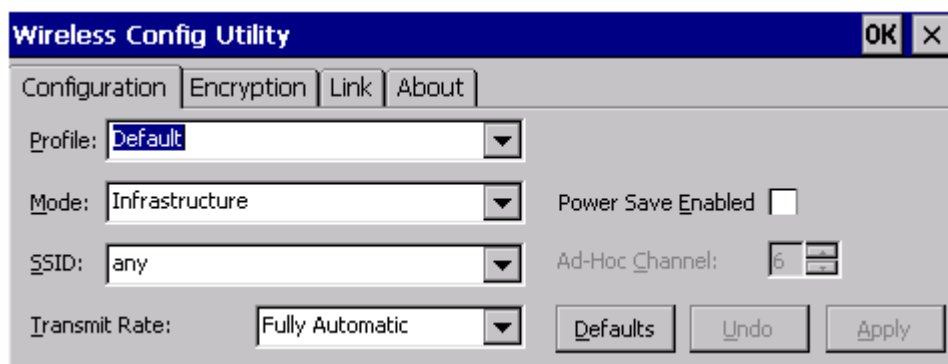 Wireless Config Utility OK ×
Configuration Encryption Link About
Profile: Default
Mode: Infrastructure Power Save Enabled
SSID: any Ad-Hoc Channel: 6
Transmit Rate: Fully Automatic Defaults Undo Apply